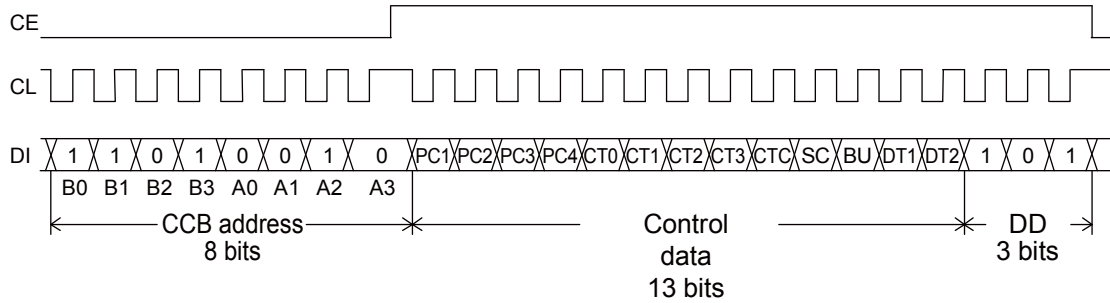 CE
CL
DI 1 1 0 1 0 0 1 0 PC1 PC2 PC3 PC4 CT0 CT1 CT2 CT3 CTC SC BU DT1 DT2 1 0 1
B0 B1 B2 B3 A0 A1 A2 A3
CCB address
8 bits
Control
data
13 bits
DD
3 bits